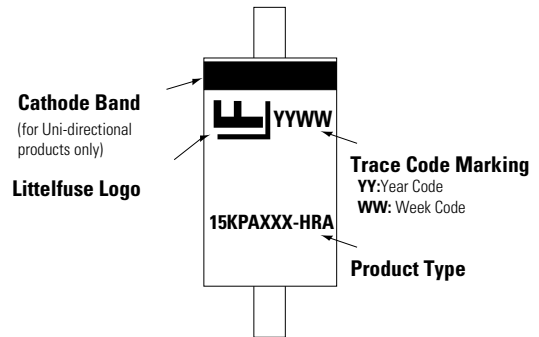 Cathode Band
(for Uni-directional
products only)
Littelfuse Logo
YYWW
Trace Code Marking
YY:Year Code
WW: Week Code
15KPAXXX-HRA
Product Type